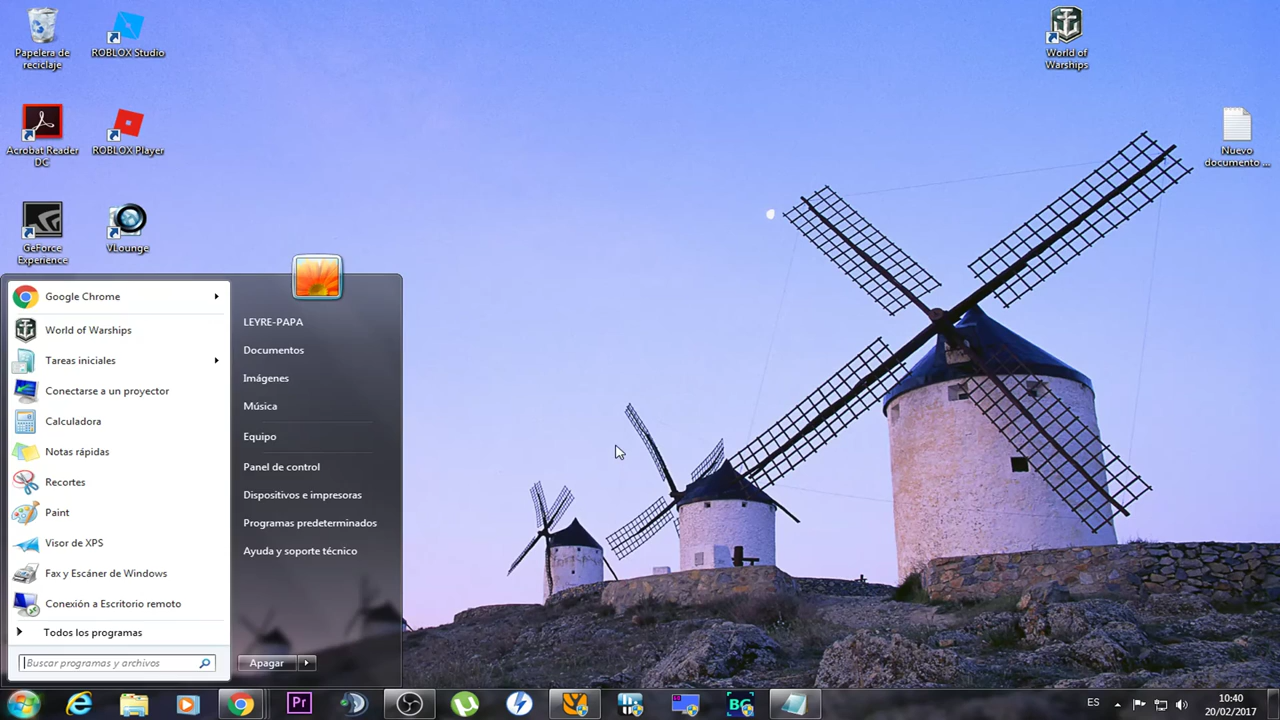 Papelera de
reciclaje
ROBLOX Studio
World of
Warships
Acrobat Reader
DC
ROBLOX Player
Nuevo
documento ...
GeForce
Experience
VLounge
Google Chrome
World of Warships
Tareas iniciales
Conectarse a un proyector
Calculadora
Notas rápidas
Recortes
Paint
Visor de XPS
Fax y Escáner de Windows
Conexión a Escritorio remoto
Todos los programas
Buscar programas y archivos
LEYRE-PAPA
Documentos
Imágenes
Música
Equipo
Panel de control
Dispositivos e impresoras
Programas predeterminados
Ayuda y soporte técnico
Apagar
Pr
BC
ES
10:40
20/02/2017